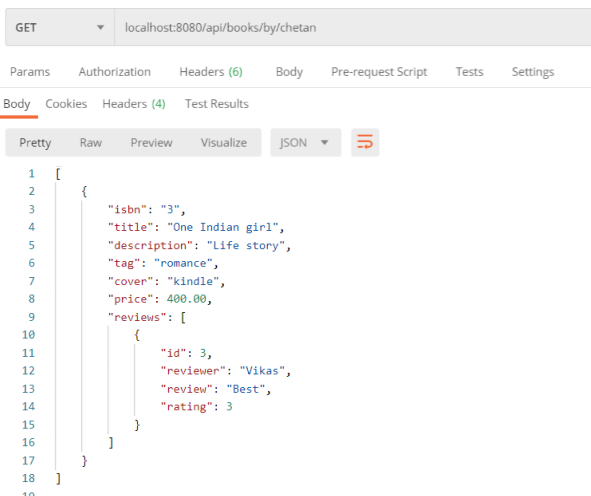 GET localhost:8080/api/books/by/chetan
Params Authorization Headers (6) Body Pre-request Script Tests Settings
Body Cookies Headers (4) Test Results
Pretty Raw Preview Visualize JSON
1 [
2 {
3 "isbn": "3",
4 "title": "One Indian girl",
5 "description": "Life story",
6 "tag": "romance",
7 "cover": "kindle",
8 "price": 400.00,
9 "reviews": [
10 {
11 "id": 3,
12 "reviewer": "Vikas",
13 "review": "Best",
14 "rating": 3
15 }
16 ]
17 }
18 ]
19